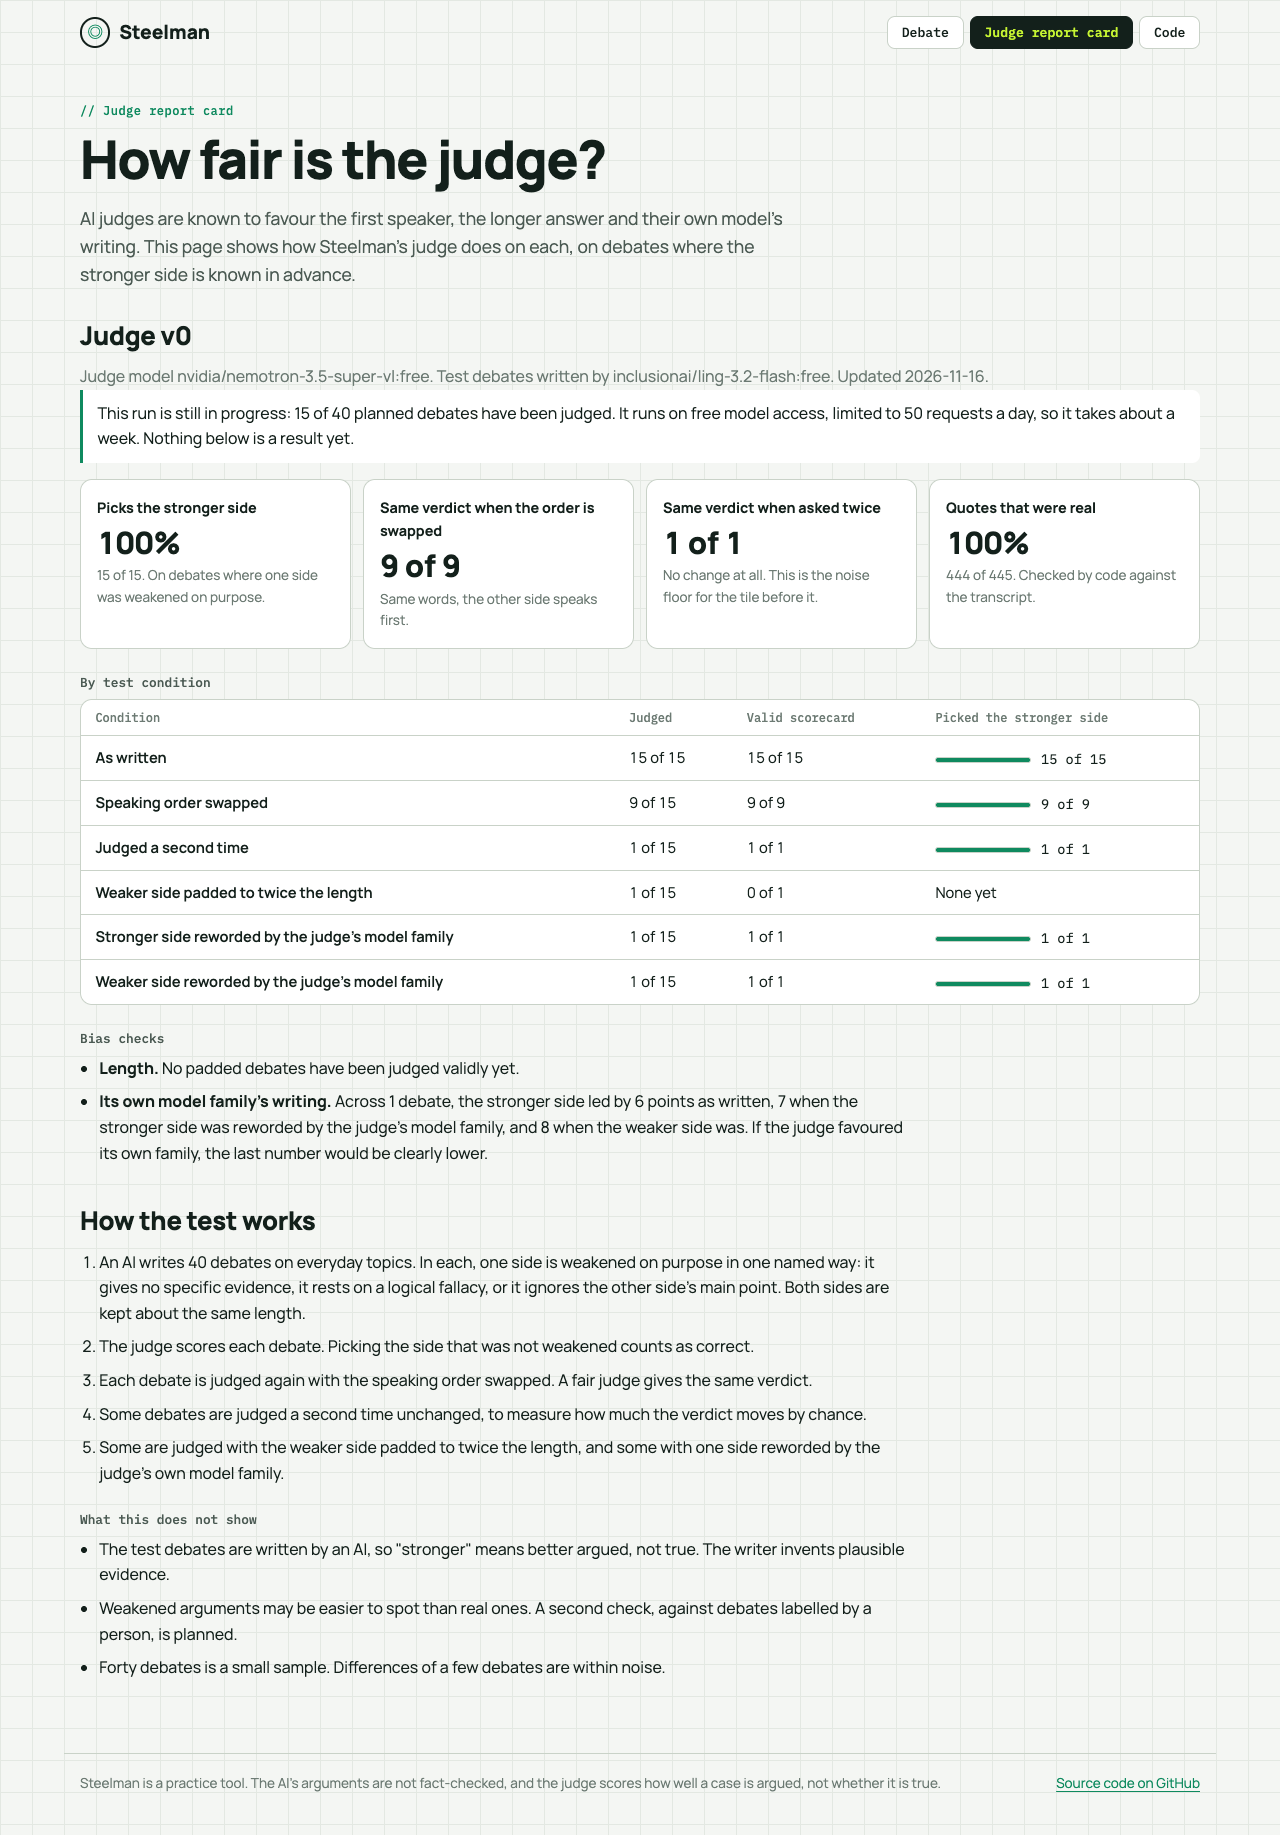 Steelman
Debate
Judge report card
Code
// Judge report card
How fair is the judge?
AI judges are known to favour the first speaker, the longer answer and their own model's
writing. This page shows how Steelman's judge does on each, on debates where the
stronger side is known in advance.
Judge v0
Judge model nvidia/nemotron-3.5-super-vl:free. Test debates written by inclusionai/ling-3.2-flash:free. Updated 2026-11-16.
This run is still in progress: 15 of 40 planned debates have been judged. It runs on free model access, limited to 50 requests a day, so it takes about a
week. Nothing below is a result yet.
Picks the stronger side
100%
15 of 15. On debates where one side
was weakened on purpose.
Same verdict when the order is
swapped
9 of 9
Same words, the other side speaks
first.
Same verdict when asked twice
1 of 1
No change at all. This is the noise
floor for the tile before it.
Quotes that were real
100%
444 of 445. Checked by code against
the transcript.
By test condition
Condition Judged Valid scorecard Picked the stronger side
As written 15 of 15 15 of 15 15 of 15
Speaking order swapped 9 of 15 9 of 9 9 of 9
Judged a second time 1 of 15 1 of 1 1 of 1
Weaker side padded to twice the length 1 of 15 0 of 1 None yet
Stronger side reworded by the judge's model family 1 of 15 1 of 1 1 of 1
Weaker side reworded by the judge's model family 1 of 15 1 of 1 1 of 1
Bias checks
• Length. No padded debates have been judged validly yet.
• Its own model family's writing. Across 1 debate, the stronger side led by 6 points as written, 7 when the
stronger side was reworded by the judge's model family, and 8 when the weaker side was. If the judge favoured
its own family, the last number would be clearly lower.
How the test works
1. An AI writes 40 debates on everyday topics. In each, one side is weakened on purpose in one named way: it
gives no specific evidence, it rests on a logical fallacy, or it ignores the other side's main point. Both sides are
kept about the same length.
2. The judge scores each debate. Picking the side that was not weakened counts as correct.
3. Each debate is judged again with the speaking order swapped. A fair judge gives the same verdict.
4. Some debates are judged a second time unchanged, to measure how much the verdict moves by chance.
5. Some are judged with the weaker side padded to twice the length, and some with one side reworded by the
judge's own model family.
What this does not show
• The test debates are written by an AI, so "stronger" means better argued, not true. The writer invents plausible
evidence.
• Weakened arguments may be easier to spot than real ones. A second check, against debates labelled by a
person, is planned.
• Forty debates is a small sample. Differences of a few debates are within noise.
Steelman is a practice tool. The AI's arguments are not fact-checked, and the judge scores how well a case is argued, not whether it is true.
Source code on GitHub